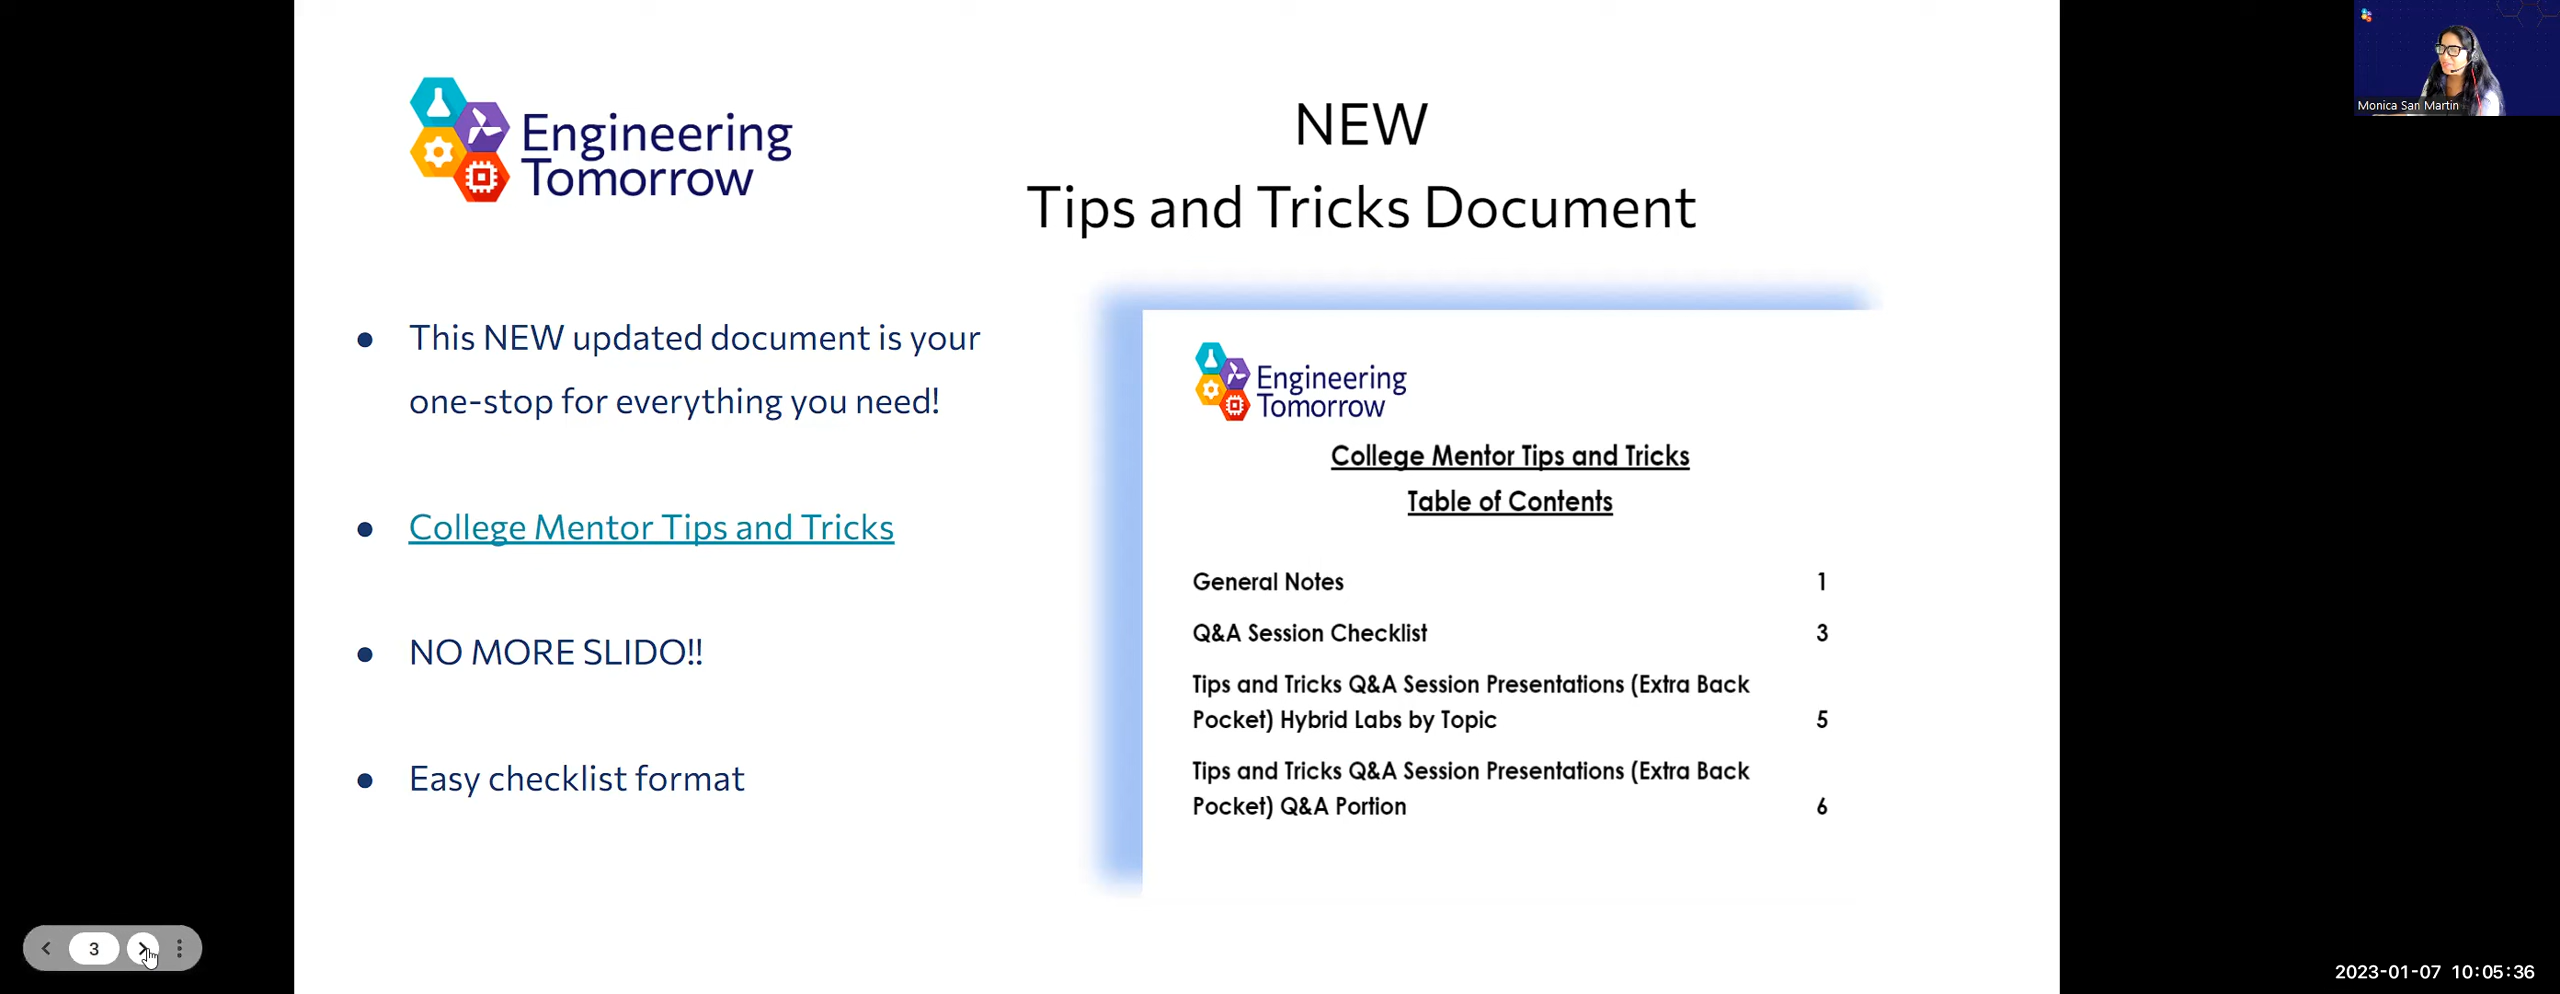 Engineering
Tomorrow
NEW
Tips and Tricks Document
● This NEW updated document is your
one-stop for everything you need!
● College Mentor Tips and Tricks
● NO MORE SLIDO!!
● Easy checklist format
Engineering
Tomorrow
College Mentor Tips and Tricks
Table of Contents
General Notes 1
Q&A Session Checklist 3
Tips and Tricks Q&A Session Presentations (Extra Back
Pocket) Hybrid Labs by Topic 5
Tips and Tricks Q&A Session Presentations (Extra Back
Pocket) Q&A Portion 6
Monica San Martin
3
2023-01-07 10:05:36